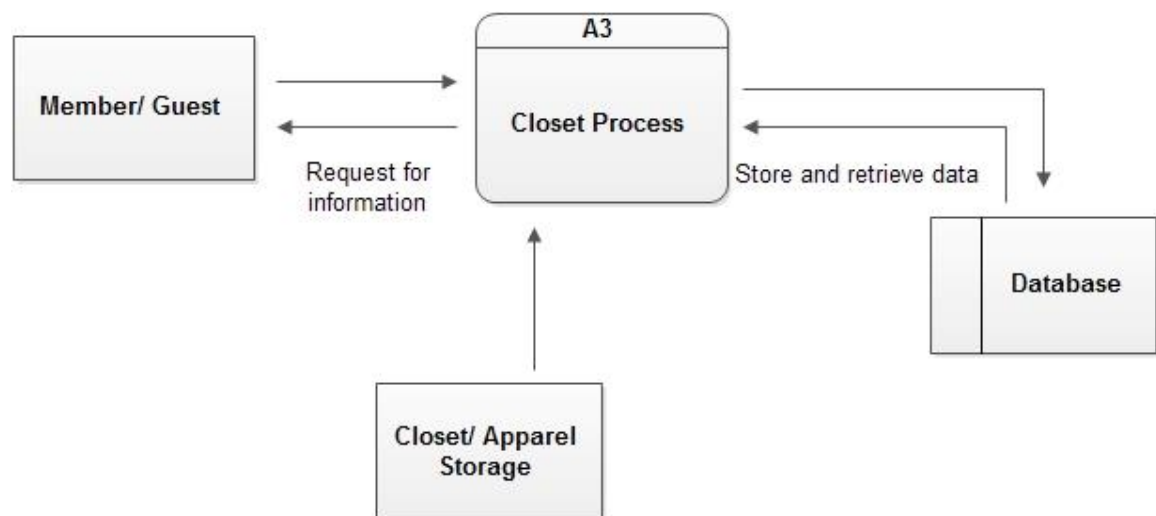 A3
Member/ Guest
Closet Process
Request for
information
Store and retrieve data
Database
Closet/ Apparel
Storage